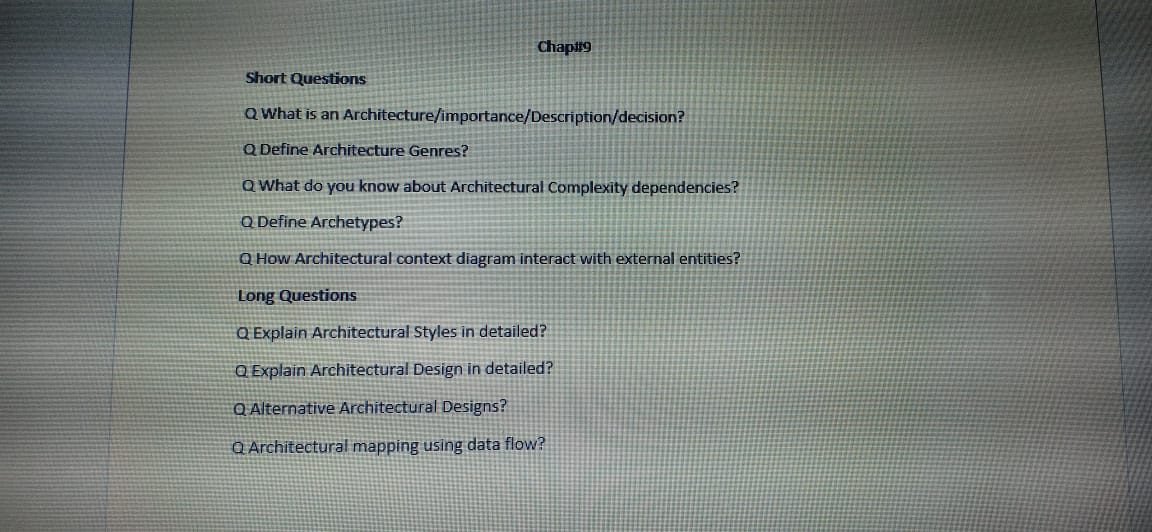 Chap#9
Short Questions
Q What is an Architecture/importance/Description/decision?
Q Define Architecture Genres?
Q What do you know about Architectural Complexity dependencies?
Q Define Archetypes?
Q How Architectural context diagram interact with external entities?
Long Questions
Q Explain Architectural Styles in detailed?
Q Explain Architectural Design in detailed?
Q Alternative Architectural Designs?
Q Architectural mapping using data flow?